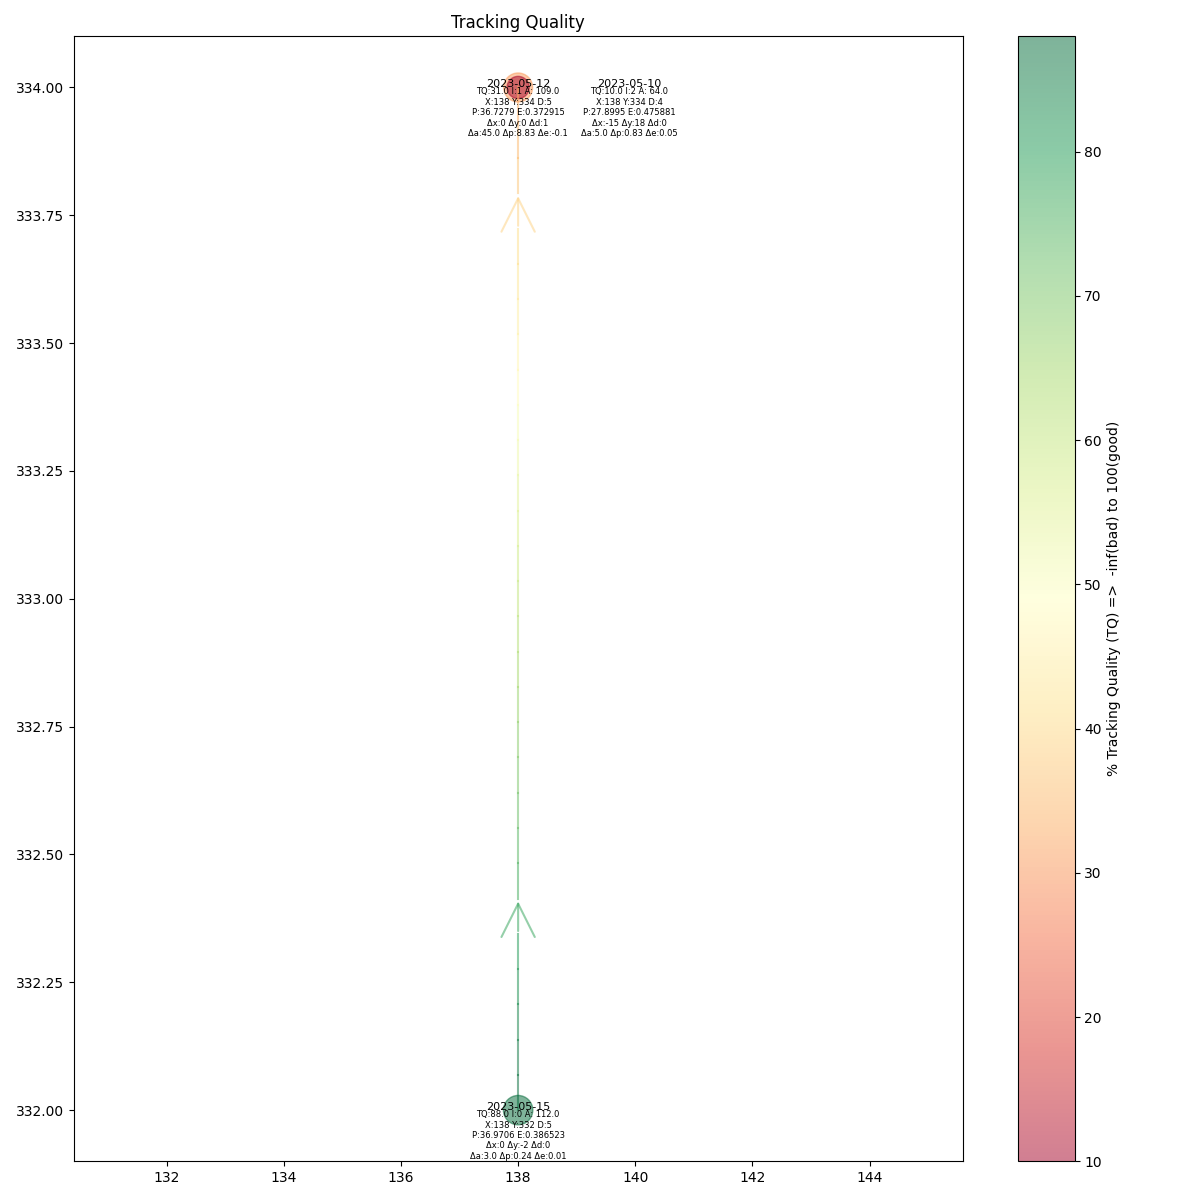 Tracking Quality
334.00
333.75
333.50
333.25
333.00
332.75
332.50
332.25
332.00
132
134
136
138
140
142
144
2023-05-12
TQ:31.0 I:1 A: 109.0
X:138 Y:334 D:5
P:36.7279 E:0.372915
Δx:0 Δy:0 Δd:1
Δa:45.0 Δp:8.83 Δe:-0.1
2023-05-10
TQ:10.0 I:2 A: 64.0
X:138 Y:334 D:4
P:27.8995 E:0.475881
Δx:-15 Δy:18 Δd:0
Δa:5.0 Δp:0.83 Δe:0.05
2023-05-15
TQ:88.0 I:0 A: 112.0
X:138 Y:332 D:5
P:36.9706 E:0.386523
Δx:0 Δy:-2 Δd:0
Δa:3.0 Δp:0.24 Δe:0.01
80
70
60
50
40
30
20
10
% Tracking Quality (TQ) => -inf(bad) to 100(good)